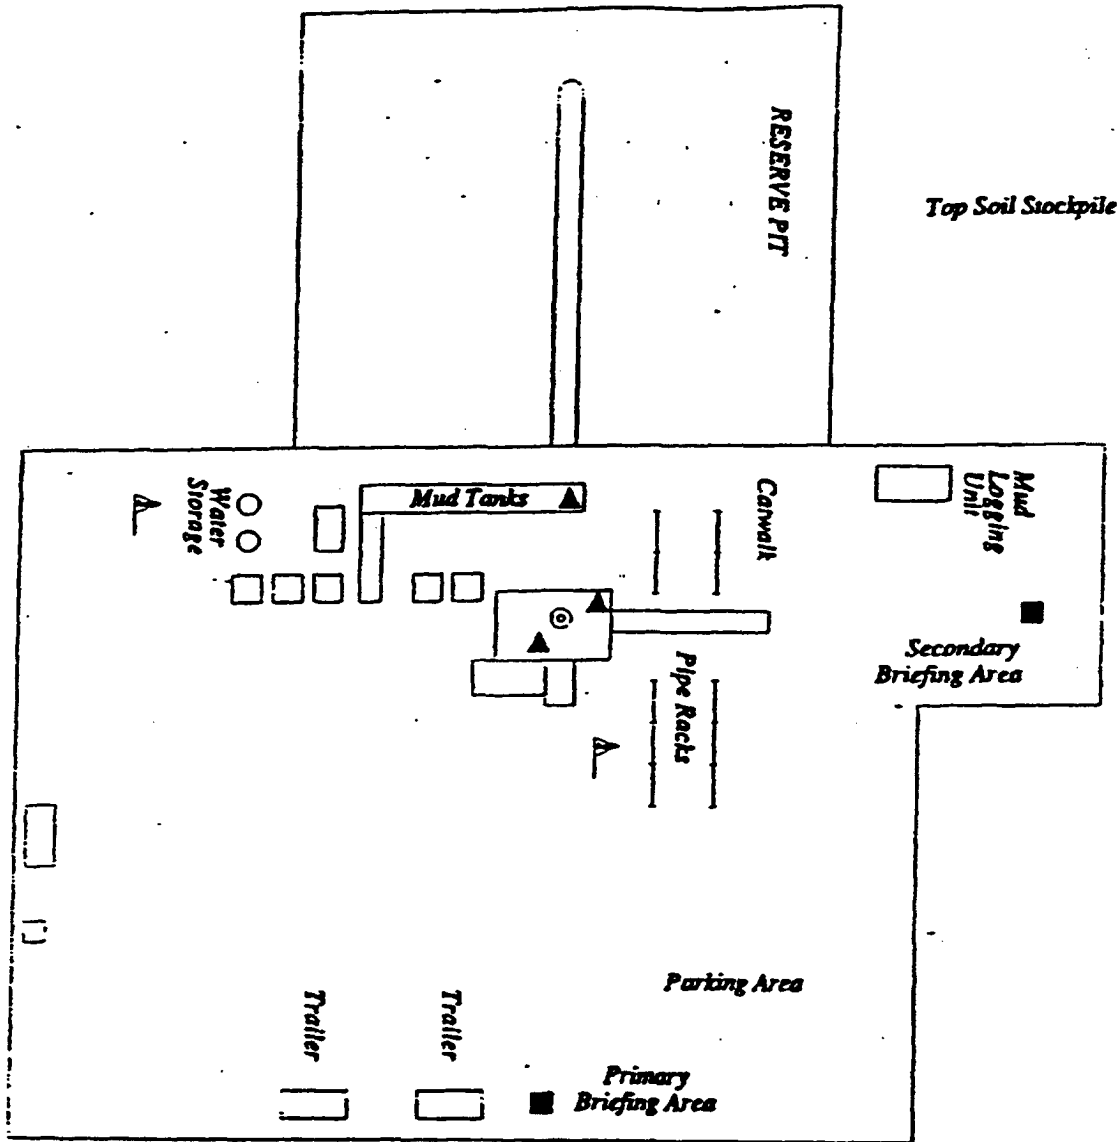 RESERVE PIT
Top Soil Stockpile
Water
Storage
Mud Tanks
Catwalk
Mud
Logging
Unit
Secondary
Briefing Area
Pipe Racks
Parking Area
Trailer
Trailer
Primary
Briefing Area